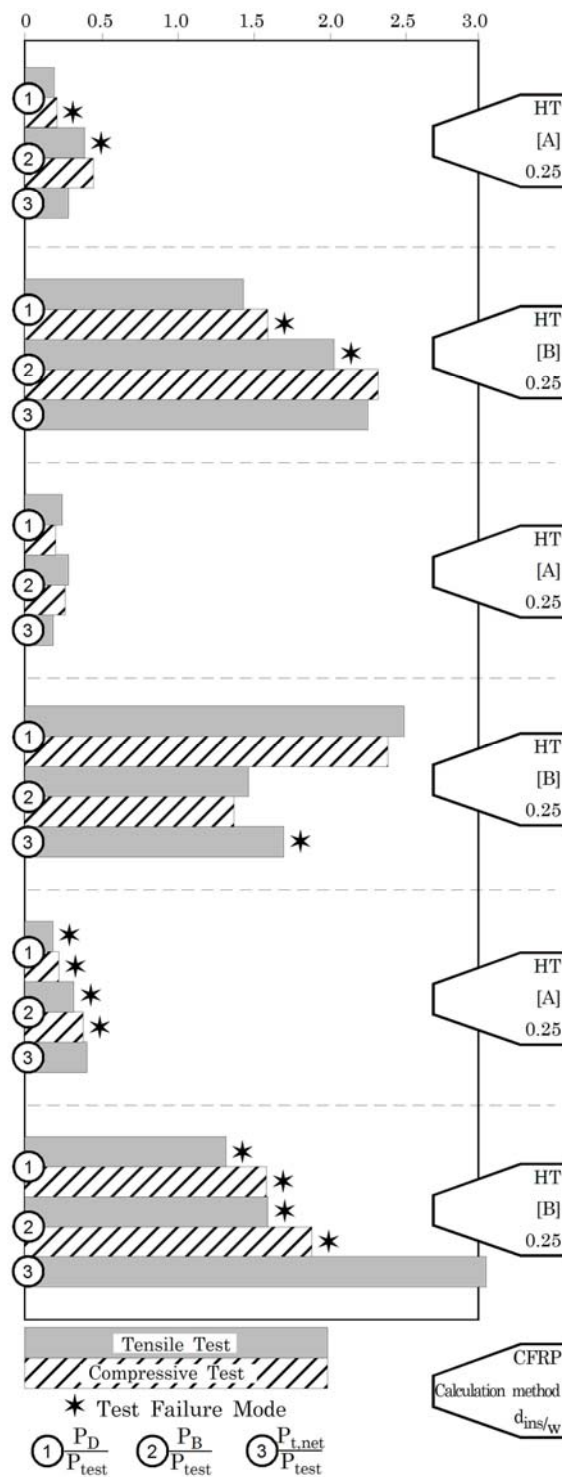 0 0.5 1.0 1.5 2.0 2.5 3.0
1
2
3
HT
[A]
0.25
1
2
3
HT
[B]
0.25
1
2
3
HT
[A]
0.25
1
2
3
HT
[B]
0.25
1
2
3
HT
[A]
0.25
1
2
3
HT
[B]
0.25
Tensile Test
Compressive Test
Test Failure Mode
1 P_D/P_test 2 P_B/P_test 3 P_t,net/P_test
CFRP
Calculation method
d_ins/w